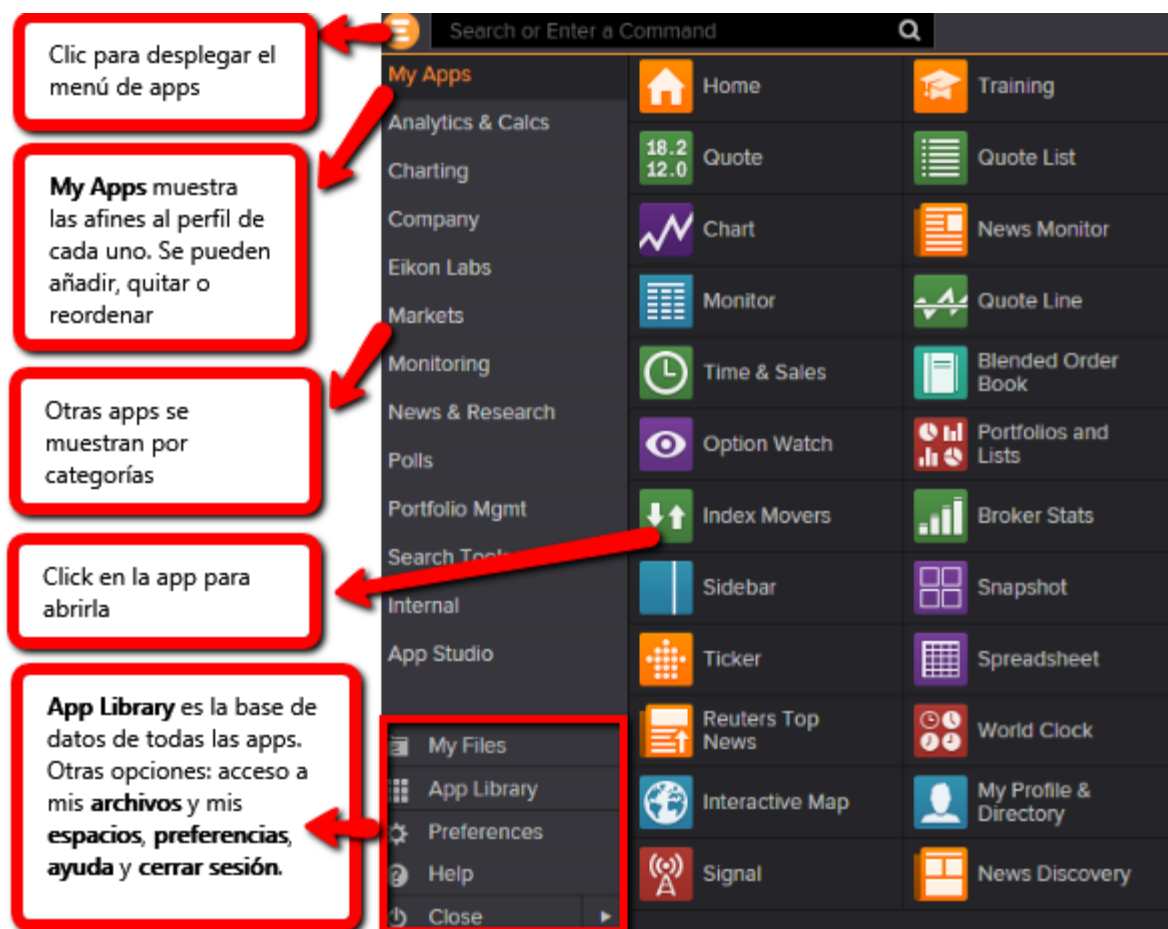 Clic para desplegar el
menú de apps
My Apps muestra
las afines al perfil de
cada uno. Se pueden
añadir, quitar o
reordenar
Otras apps se
muestran por
categorías
Click en la app para
abrirla
App Library es la base de
datos de todas las apps.
Otras opciones: acceso a
mis archivos y mis
espacios, preferencias,
ayuda y cerrar sesión.
Search or Enter a Command
My Apps
Analytics & Calcs
Charting
Company
Eikon Labs
Markets
Monitoring
News & Research
Polls
Portfolio Mgmt
Search Tools
Internal
App Studio
My Files
App Library
Preferences
Help
Close
Home
Training
18.2
12.0
Quote
Quote List
Chart
News Monitor
Monitor
Quote Line
Time & Sales
Blended Order
Book
Option Watch
Portfolios and
Lists
Index Movers
Broker Stats
Sidebar
Snapshot
Ticker
Spreadsheet
Reuters Top
News
World Clock
Interactive Map
My Profile &
Directory
Signal
News Discovery